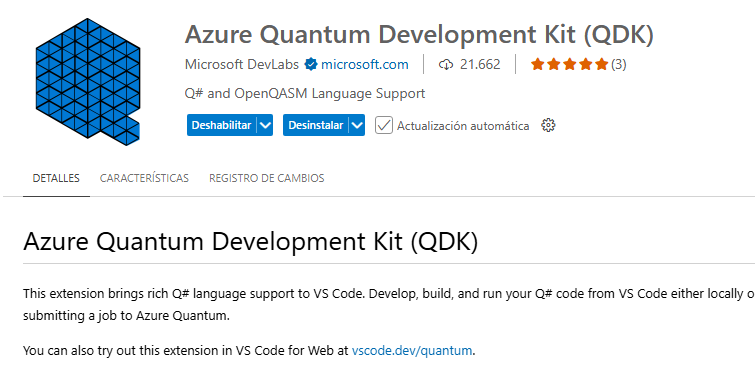 Azure Quantum Development Kit (QDK)
Microsoft DevLabs microsoft.com 21.662 (3)
Q# and OpenQASM Language Support
Deshabilitar Desinstalar Actualización automática
DETALLES CARACTERÍSTICAS REGISTRO DE CAMBIOS
Azure Quantum Development Kit (QDK)
This extension brings rich Q# language support to VS Code. Develop, build, and run your Q# code from VS Code either locally o
submitting a job to Azure Quantum.
You can also try out this extension in VS Code for Web at vscode.dev/quantum.